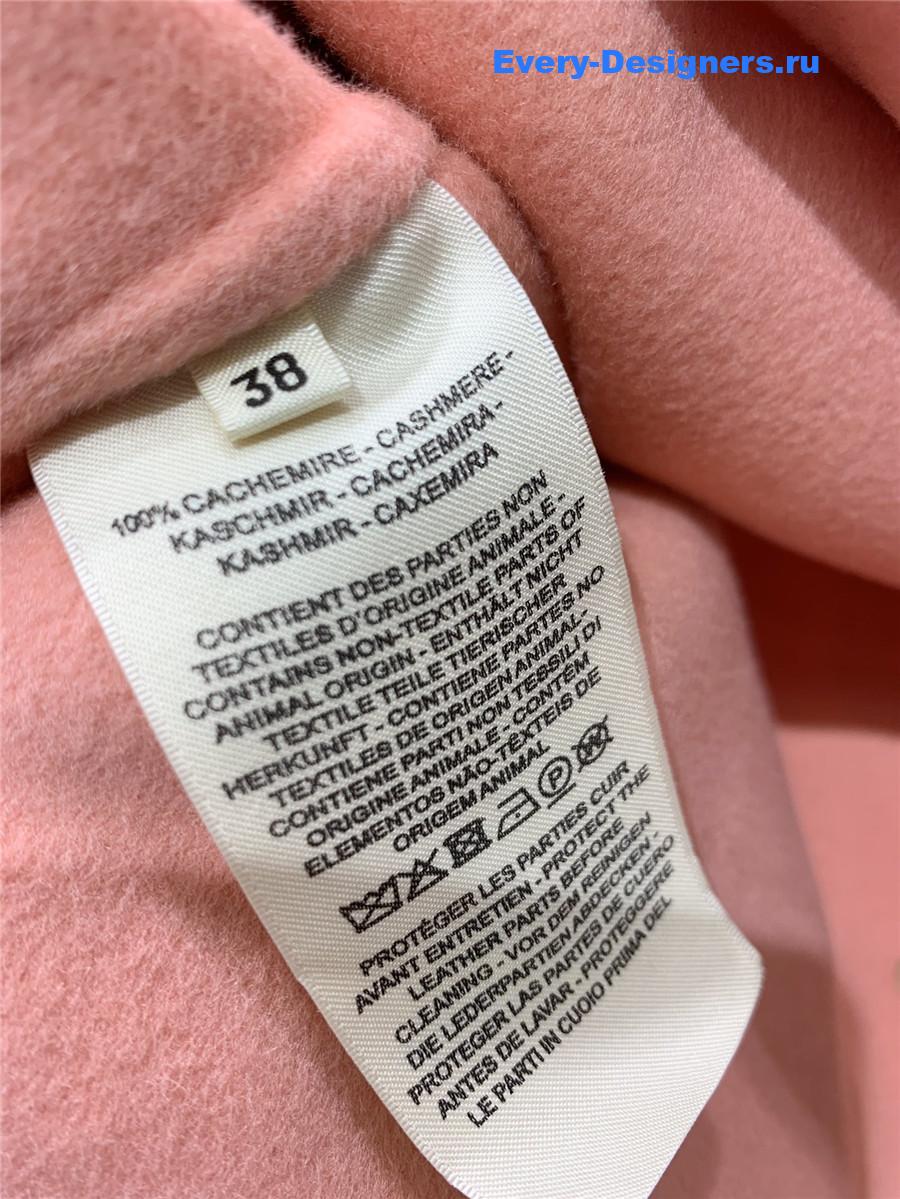 Every-Designers.ru
38
100% CACHEMIRE - CASHMERE -
KASCHMIR - CACHEMIRA -
KASHMIR - CAXEMIRA
CONTIENT DES PARTIES NON
TEXTILES D'ORIGINE ANIMALE -
CONTAINS NON-TEXTILE PARTS OF
ANIMAL ORIGIN - ENTHÄLT NICHT
TEXTILE TEILE TIERISCHER
HERKUNFT - CONTIENE PARTES NO
TEXTILES DE ORIGEN ANIMAL-
CONTIENE PARTI NON TESSILI DI
ORIGINE ANIMALE - CONTÉM
ELEMENTOS NÃO-TÊXTEIS DE
ORIGEM ANIMAL
P W
PROTÉGER LES PARTIES CUIR
AVANT ENTRETIEN - PROTECT THE
LEATHER PARTS BEFORE
CLEANING - VOR DEM REINIGEN
DIE LEDERPARTIEN ABDECKEN -
PROTEGER LAS PARTES DE CUERO
ANTES DE LAVAR - PROTEGGERE
LE PARTI IN CUOIO PRIMA DEL